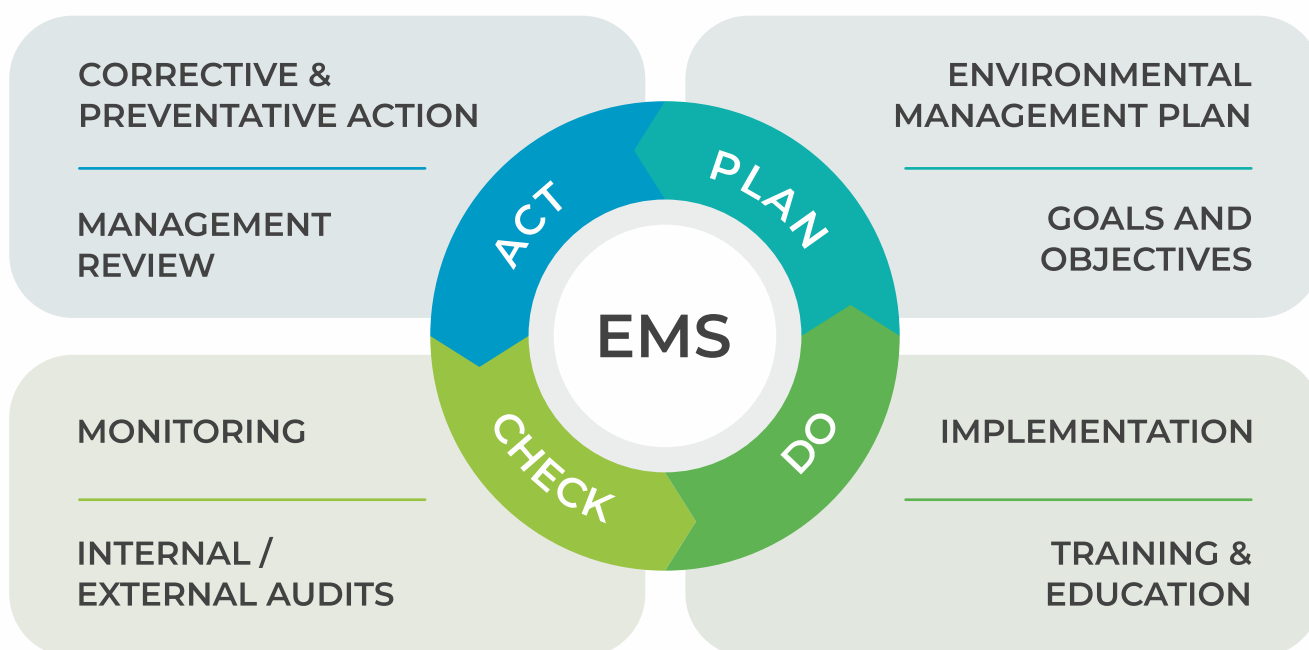 CORRECTIVE &
PREVENTATIVE ACTION
MANAGEMENT
REVIEW
ENVIRONMENTAL
MANAGEMENT PLAN
GOALS AND
OBJECTIVES
ACT
PLAN
EMS
CHECK
DO
MONITORING
INTERNAL /
EXTERNAL AUDITS
IMPLEMENTATION
TRAINING &
EDUCATION